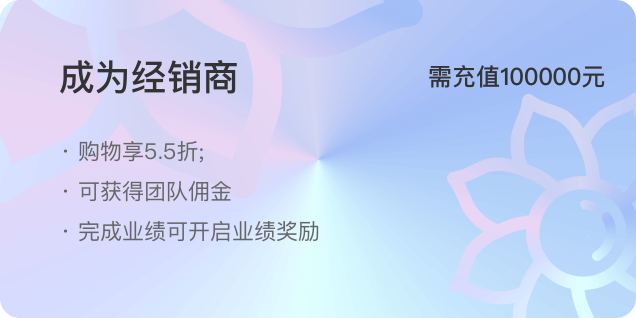 成为经销商
需充值100000元
· 购物享5.5折;
· 可获得团队佣金
· 完成业绩可开启业绩奖励